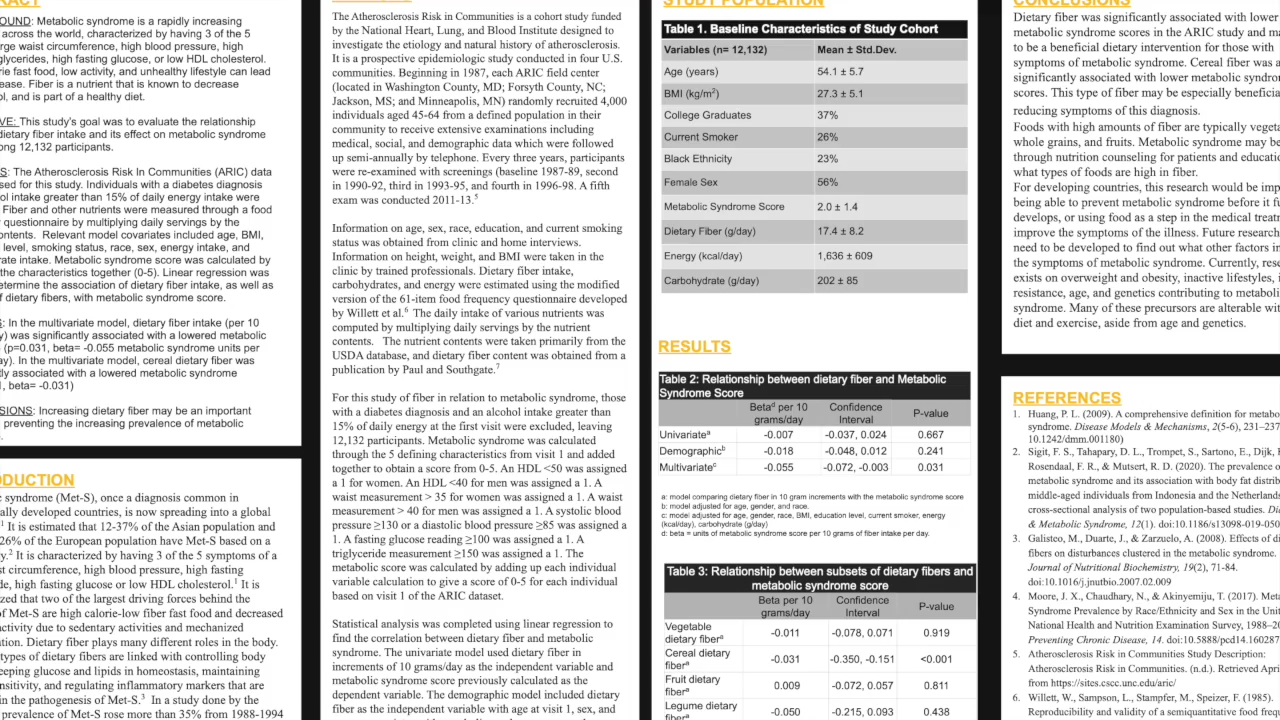 OUND: Metabolic syndrome is a rapidly increasing
across the world, characterized by having 3 of the 5
rge waist circumference, high blood pressure, high
glycerides, high fasting glucose, or low HDL cholesterol.
rie fast food, low activity, and unhealthy lifestyle can lead
ease. Fiber is a nutrient that is known to decrease
ol, and is part of a healthy diet.
VE: This study's goal was to evaluate the relationship
dietary fiber intake and its effect on metabolic syndrome
ong 12,132 participants.
S: The Atherosclerosis Risk In Communities (ARIC) data
sed for this study. Individuals with a diabetes diagnosis
ol intake greater than 15% of daily energy intake were
Fiber and other nutrients were measured through a food
questionnaire by multiplying daily servings by the
ontents. Relevant model covariates included age, BMI,
level, smoking status, race, sex, energy intake, and
rate intake. Metabolic syndrome score was calculated by
the characteristics together (0-5). Linear regression was
etermine the association of dietary fiber intake, as well as
f dietary fibers, with metabolic syndrome score.
S: In the multivariate model, dietary fiber intake (per 10
y) was significantly associated with a lowered metabolic
(p=0.031, beta= -0.055 metabolic syndrome units per
ay). In the multivariate model, cereal dietary fiber was
tly associated with a lowered metabolic syndrome
1, beta= -0.031)
SIONS: Increasing dietary fiber may be an important
preventing the increasing prevalence of metabolic
ODUCTION
c syndrome (Met-S), once a diagnosis common in
ally developed countries, is now spreading into a global
1 It is estimated that 12-37% of the Asian population and
26% of the European population have Met-S based on a
y.2 It is characterized by having 3 of the 5 symptoms of a
st circumference, high blood pressure, high fasting
de, high fasting glucose or low HDL cholesterol.1 It is
zed that two of the largest driving forces behind the
of Met-S are high calorie-low fiber fast food and decreased
activity due to sedentary activities and mechanized
tion. Dietary fiber plays many different roles in the body.
types of dietary fibers are linked with controlling body
eeping glucose and lipids in homeostasis, maintaining
nsitivity, and regulating inflammatory markers that are
in the pathogenesis of Met-S.3 In a study done by the
prevalence of Met-S rose more than 35% from 1988-1994
The Atherosclerosis Risk in Communities is a cohort study funded
by the National Heart, Lung, and Blood Institute designed to
investigate the etiology and natural history of atherosclerosis.
It is a prospective epidemiologic study conducted in four U.S.
communities. Beginning in 1987, each ARIC field center
(located in Washington County, MD; Forsyth County, NC;
Jackson, MS; and Minneapolis, MN) randomly recruited 4,000
individuals aged 45-64 from a defined population in their
community to receive extensive examinations including
medical, social, and demographic data which were followed
up semi-annually by telephone. Every three years, participants
were re-examined with screenings (baseline 1987-89, second
in 1990-92, third in 1993-95, and fourth in 1996-98. A fifth
exam was conducted 2011-13.5
Information on age, sex, race, education, and current smoking
status was obtained from clinic and home interviews.
Information on height, weight, and BMI were taken in the
clinic by trained professionals. Dietary fiber intake,
carbohydrates, and energy were estimated using the modified
version of the 61-item food frequency questionnaire developed
by Willett et al.6 The daily intake of various nutrients was
computed by multiplying daily servings by the nutrient
contents. The nutrient contents were taken primarily from the
USDA database, and dietary fiber content was obtained from a
publication by Paul and Southgate.7
For this study of fiber in relation to metabolic syndrome, those
with a diabetes diagnosis and an alcohol intake greater than
15% of daily energy at the first visit were excluded, leaving
12,132 participants. Metabolic syndrome was calculated
through the 5 defining characteristics from visit 1 and added
together to obtain a score from 0-5. An HDL <50 was assigned
a 1 for women. An HDL <40 for men was assigned a 1. A
waist measurement > 35 for women was assigned a 1. A waist
measurement > 40 for men was assigned a 1. A systolic blood
pressure ≥130 or a diastolic blood pressure ≥85 was assigned a
1. A fasting glucose reading ≥100 was assigned a 1. A
triglyceride measurement ≥150 was assigned a 1. The
metabolic score was calculated by adding up each individual
variable calculation to give a score of 0-5 for each individual
based on visit 1 of the ARIC dataset.
Statistical analysis was completed using linear regression to
find the correlation between dietary fiber and metabolic
syndrome. The univariate model used dietary fiber in
increments of 10 grams/day as the independent variable and
metabolic syndrome score previously calculated as the
dependent variable. The demographic model included dietary
fiber as the independent variable with age at visit 1, sex, and
STUDY POPULATION
Table 1. Baseline Characteristics of Study Cohort
Variables (n= 12,132) Mean ± Std.Dev.
Age (years) 54.1 ± 5.7
BMI (kg/m2) 27.3 ± 5.1
College Graduates 37%
Current Smoker 26%
Black Ethnicity 23%
Female Sex 56%
Metabolic Syndrome Score 2.0 ± 1.4
Dietary Fiber (g/day) 17.4 ± 8.2
Energy (kcal/day) 1,636 ± 609
Carbohydrate (g/day) 202 ± 85
RESULTS
Table 2: Relationship between dietary fiber and Metabolic
Syndrome Score
Betad per 10 grams/day Confidence Interval P-value
Univariatea -0.007 -0.037, 0.024 0.667
Demographicb -0.018 -0.048, 0.012 0.241
Multivariatec -0.055 -0.072, -0.003 0.031
a: model comparing dietary fiber in 10 gram increments with the metabolic syndrome score
b: model adjusted for age, gender, and race.
c: model adjusted for age, gender, race, BMI, education level, current smoker, energy
(kcal/day), carbohydrate (g/day)
d: beta = units of metabolic syndrome score per 10 grams of fiber intake per day.
Table 3: Relationship between subsets of dietary fibers and
metabolic syndrome score
Beta per 10 grams/day Confidence Interval P-value
Vegetable dietary fibera -0.011 -0.078, 0.071 0.919
Cereal dietary fibera -0.031 -0.350, -0.151 <0.001
Fruit dietary fibera 0.009 -0.072, 0.057 0.811
Legume dietary fibera -0.050 -0.215, 0.093 0.438
CONCLUSIONS
Dietary fiber was significantly associated with lower
metabolic syndrome scores in the ARIC study and ma
to be a beneficial dietary intervention for those with
symptoms of metabolic syndrome. Cereal fiber was a
significantly associated with lower metabolic syndro
scores. This type of fiber may be especially beneficia
reducing symptoms of this diagnosis.
Foods with high amounts of fiber are typically vegeta
whole grains, and fruits. Metabolic syndrome may be
through nutrition counseling for patients and educatio
what types of foods are high in fiber.
For developing countries, this research would be imp
being able to prevent metabolic syndrome before it fu
develops, or using food as a step in the medical treatm
improve the symptoms of the illness. Future research
need to be developed to find out what other factors in
the symptoms of metabolic syndrome. Currently, rese
exists on overweight and obesity, inactive lifestyles, i
resistance, age, and genetics contributing to metaboli
syndrome. Many of these precursors are alterable wit
diet and exercise, aside from age and genetics.
REFERENCES
1. Huang, P. L. (2009). A comprehensive definition for metabo
syndrome. Disease Models & Mechanisms, 2(5-6), 231–237
10.1242/dmm.001180)
2. Sigit, F. S., Tahapary, D. L., Trompet, S., Sartono, E., Dijk, K
Rosendaal, F. R., & Mutsert, R. D. (2020). The prevalence o
metabolic syndrome and its association with body fat distrib
middle-aged individuals from Indonesia and the Netherlands
cross-sectional analysis of two population-based studies. Dia
& Metabolic Syndrome, 12(1). doi:10.1186/s13098-019-050
3. Galisteo, M., Duarte, J., & Zarzuelo, A. (2008). Effects of di
fibers on disturbances clustered in the metabolic syndrome.
Journal of Nutritional Biochemistry, 19(2), 71-84.
doi:10.1016/j.jnutbio.2007.02.009
4. Moore, J. X., Chaudhary, N., & Akinyemiju, T. (2017). Meta
Syndrome Prevalence by Race/Ethnicity and Sex in the Unit
National Health and Nutrition Examination Survey, 1988–20
Preventing Chronic Disease, 14. doi:10.5888/pcd14.160287
5. Atherosclerosis Risk in Communities Study Description:
Atherosclerosis Risk in Communities. (n.d.). Retrieved Apri
from https://sites.cscc.unc.edu/aric/
6. Willett, W., Sampson, L., Stampfer, M., Speizer, F. (1985).
Reproducibility and validity of a semiquantitative food freq